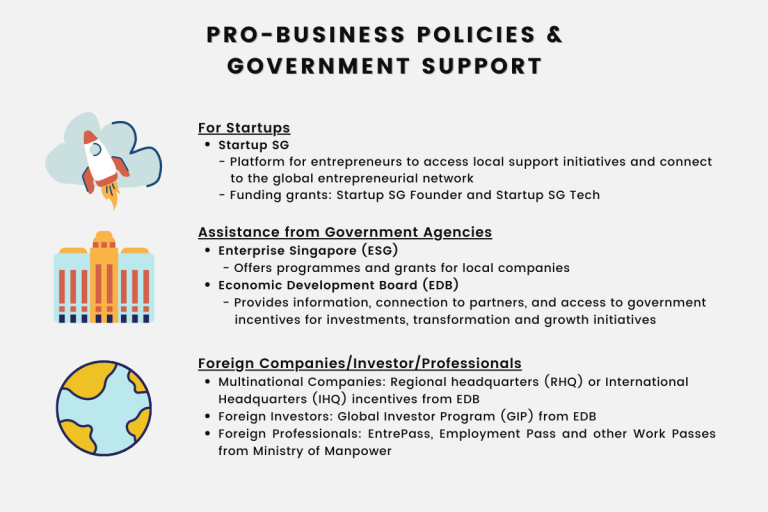 PRO-BUSINESS POLICIES &
GOVERNMENT SUPPORT
For Startups
• Startup SG
- Platform for entrepreneurs to access local support initiatives and connect
to the global entrepreneurial network
- Funding grants: Startup SG Founder and Startup SG Tech
Assistance from Government Agencies
• Enterprise Singapore (ESG)
- Offers programmes and grants for local companies
• Economic Development Board (EDB)
- Provides information, connection to partners, and access to government
incentives for investments, transformation and growth initiatives
Foreign Companies/Investor/Professionals
• Multinational Companies: Regional headquarters (RHQ) or International
Headquarters (IHQ) incentives from EDB
• Foreign Investors: Global Investor Program (GIP) from EDB
• Foreign Professionals: EntrePass, Employment Pass and other Work Passes
from Ministry of Manpower